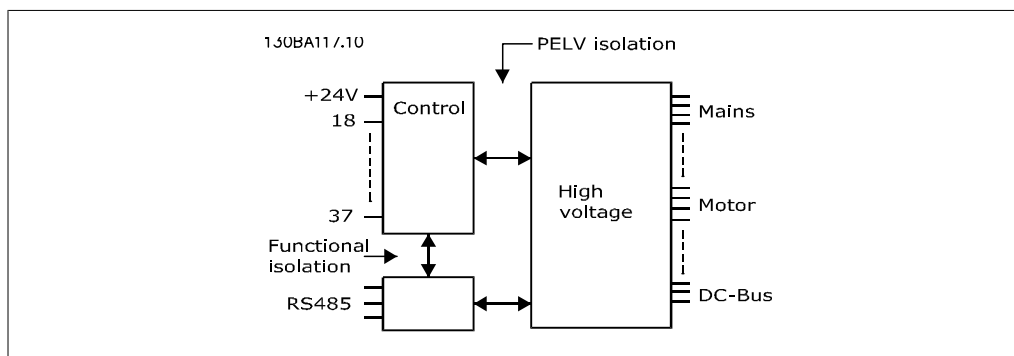 130BA117.10
PELV isolation
+24V
Control
18
Mains
High
voltage
37
Motor
Functional
isolation
RS485
DC-Bus